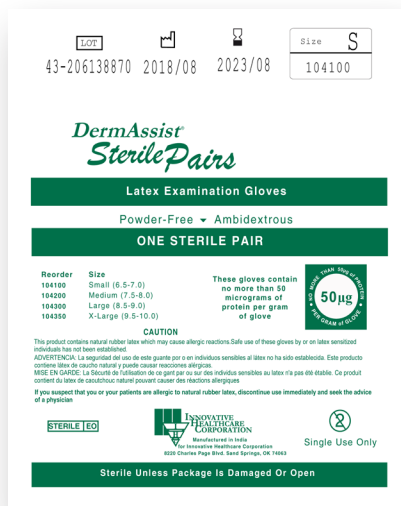 LOT
43-206138870 2018/08 2023/08
Size S
104100
DermAssist®
Sterile Pairs
Latex Examination Gloves
Powder-Free Ambidextrous
ONE STERILE PAIR
Reorder Size
104100 Small (6.5-7.0)
104200 Medium (7.5-8.0)
104300 Large (8.5-9.0)
104350 X-Large (9.5-10.0)
These gloves contain
no more than 50
micrograms of
protein per gram
of glove
NO MORE THAN 50µg of PROTEIN
50µg
PER GRAM of GLOVE
CAUTION
This product contains natural rubber latex which may cause allergic reactions.Safe use of these gloves by or on latex sensitized
individuals has not been established.
ADVERTENCIA: La seguridad del uso de este guante por o en individuos sensibles al látex no ha sido establecida. Este producto
contiene látex de caucho natural y puede causar reacciones alérgicas.
MISE EN GARDE: La Sécurité de l'utilisation de ce gant par ou sur des individus sensibles au latex n'a pas été établie. Ce produit
contient du latex de caoutchouc naturel pouvant causer des réactions allergiques
If you suspect that you or your patients are allergic to natural rubber latex, discontinue use immediately and seek the advice
of a physician
STERILE EO
INNOVATIVE
HEALTHCARE
CORPORATION
Manufactured in India
for Innovative Healthcare Corporation
8220 Charles Page Blvd. Sand Springs, OK 74063
2
Single Use Only
Sterile Unless Package Is Damaged Or Open